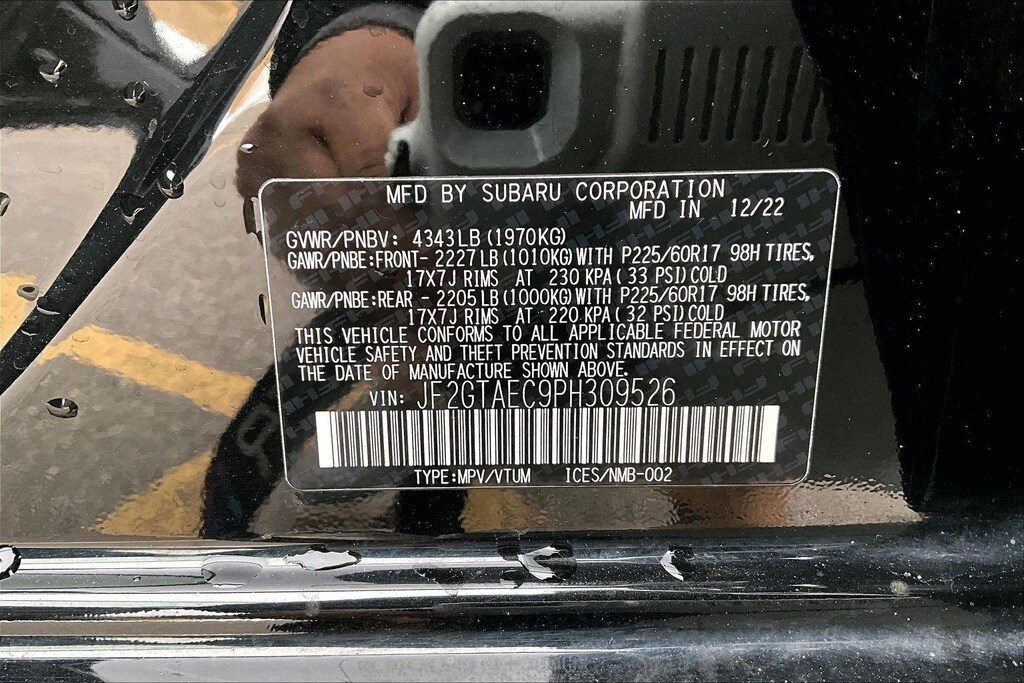 MFD BY SUBARU CORPORATION
MFD IN 12/22
GVWR/PNBV: 4343LB (1970KG)
GAWR/PNBE:FRONT- 2227LB (1010KG) WITH P225/60R17 98H TIRES,
17X7J RIMS AT 230 KPA( 33 PSI)COLD
GAWR/PNBE:REAR - 2205LB (1000KG) WITH P225/60R17 98H TIRES,
17X7J RIMS AT 220 KPA( 32 PSI)COLD
THIS VEHICLE CONFORMS TO ALL APPLICABLE FEDERAL MOTOR
VEHICLE SAFETY AND THEFT PREVENTION STANDARDS IN EFFECT ON
THE DATE OF MANUFACTURE SHOWN ABOVE.
VIN: JF2GTAEC9PH309526
TYPE:MPV/VTUM ICES/NMB-002